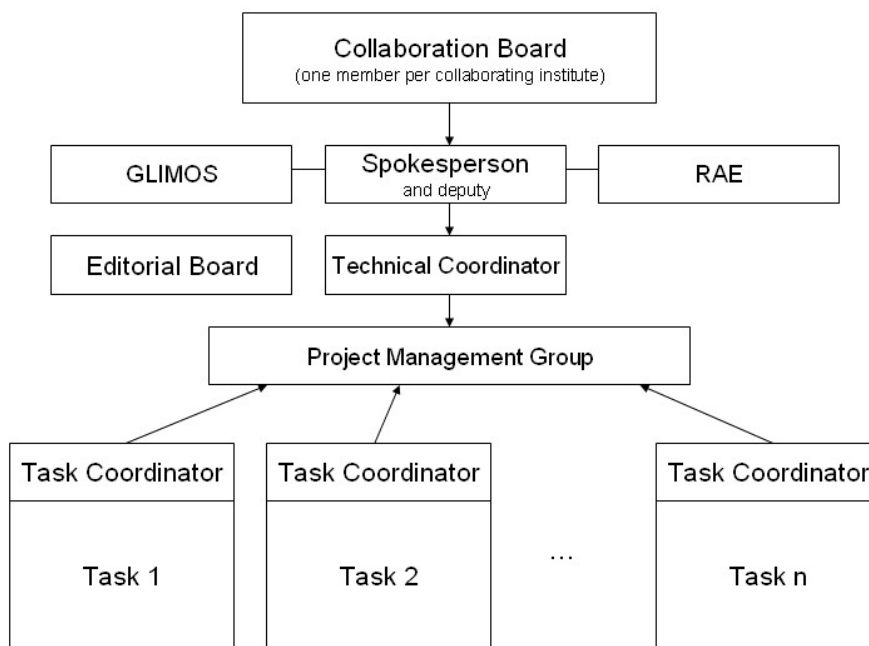 Collaboration Board
(one member per collaborating institute)
GLIMOS
Spokesperson
and deputy
RAE
Editorial Board
Technical Coordinator
Project Management Group
Task Coordinator
Task Coordinator
Task Coordinator
Task 1
Task 2
...
Task n